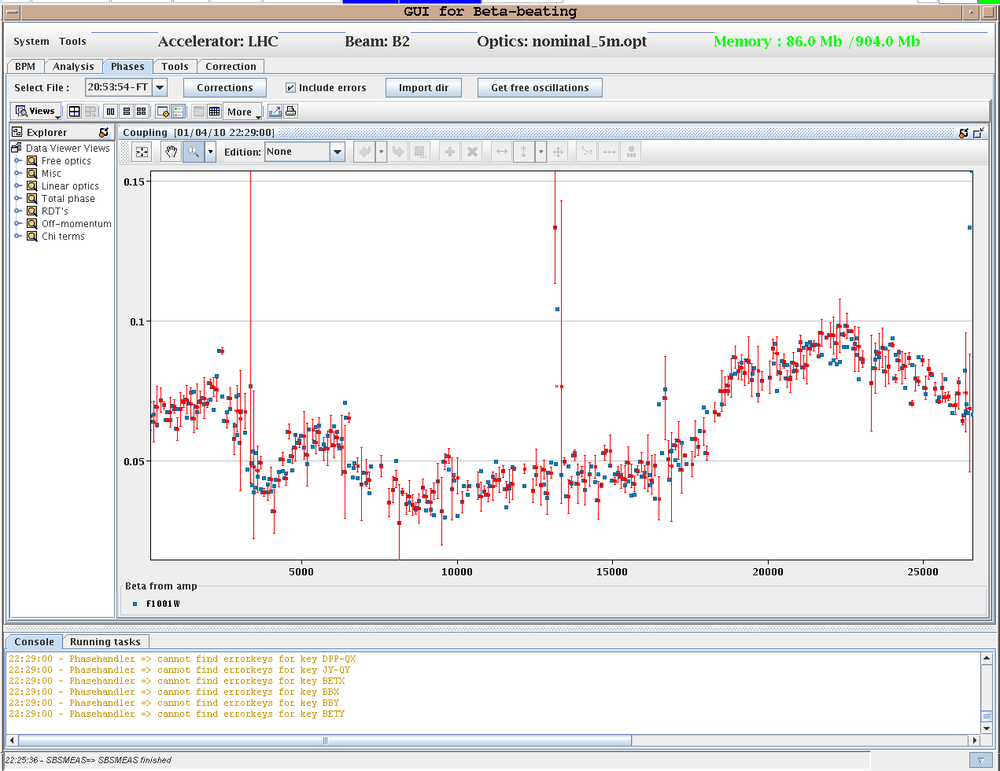 GUI for Beta-beating
System Tools Accelerator: LHC Beam: B2 Optics: nominal_5m.opt Memory : 86.0 Mb /904.0 Mb
BPM Analysis Phases Tools Correction
Select File : 20:53:54-FT Corrections Include errors Import dir Get free oscillations
Views More
Explorer
Coupling [01/04/10 22:29:00]
Data Viewer Views
Free optics
Misc
Linear optics
Total phase
RDT's
Off-momentum
Chi terms
Edition: None
0.15
0.1
0.05
5000 10000 15000 20000 25000
Beta from amp
F1001W
Console Running tasks
22:29:00 - Phasehandler => cannot find errorkeys for key DPP-QX
22:29:00 - Phasehandler => cannot find errorkeys for key JY-QY
22:29:00 - Phasehandler => cannot find errorkeys for key BETX
22:29:00 - Phasehandler => cannot find errorkeys for key BBX
22:29:00 - Phasehandler => cannot find errorkeys for key BBY
22:29:00 - Phasehandler => cannot find errorkeys for key BETY
22:25:36 - SBSMEAS=> SBSMEAS finished